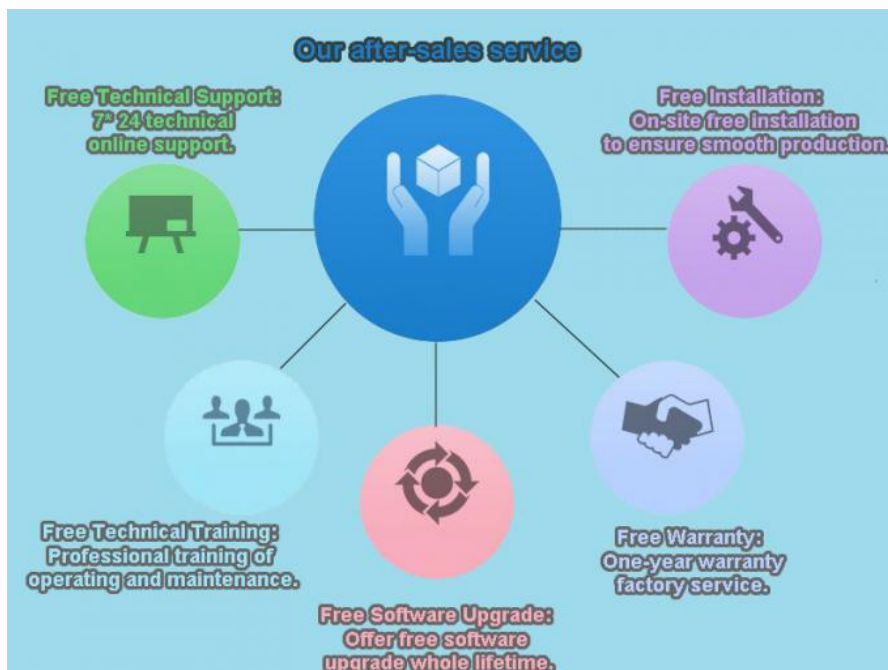 Our after-sales service
Free Technical Support:
7* 24 technical
online support.
Free Installation:
On-site free installation
to ensure smooth production.
Free Technical Training:
Professional training of
operating and maintenance.
Free Warranty:
One-year warranty
factory service.
Free Software Upgrade:
Offer free software
upgrade whole lifetime.